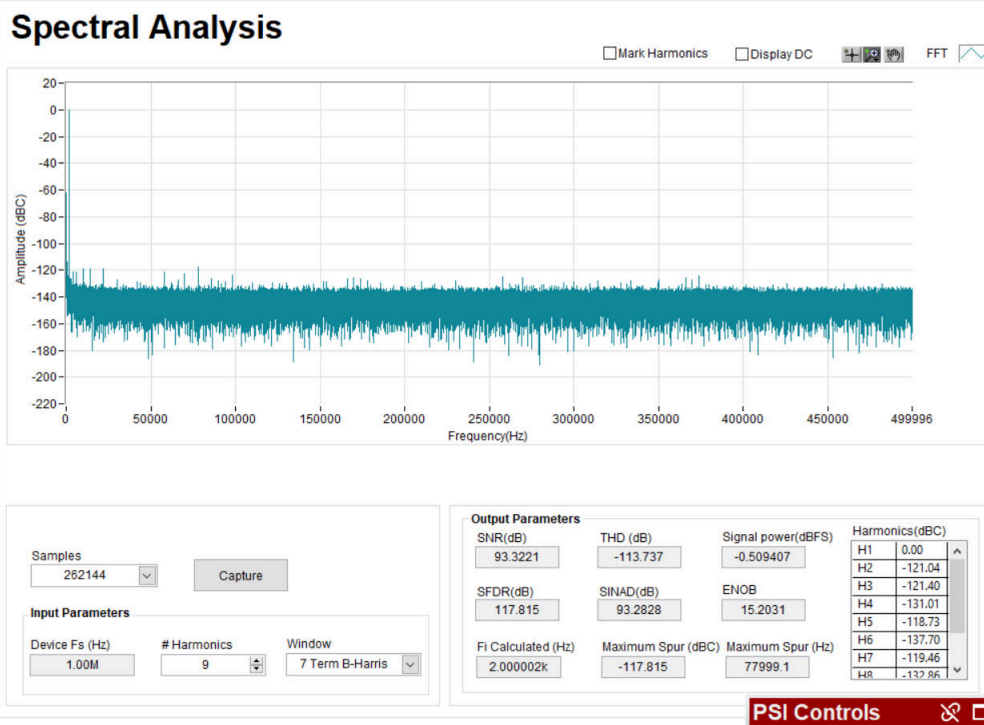 Spectral Analysis
Mark Harmonics Display DC FFT
20
0
-20
-40
-60
-80
-100
-120
-140
-160
-180
-200
-220
Amplitude (dBC)
0 50000 100000 150000 200000 250000 300000 350000 400000 450000 499996
Frequency(Hz)
Samples
262144
Capture
Input Parameters
Device Fs (Hz) # Harmonics Window
1.00M 9 7 Term B-Harris
Output Parameters
SNR(dB) THD (dB) Signal power(dBFS)
93.3221 -113.737 -0.509407
SFDR(dB) SINAD(dB) ENOB
117.815 93.2828 15.2031
Fi Calculated (Hz) Maximum Spur (dBC) Maximum Spur (Hz)
2.000002k -117.815 77999.1
Harmonics(dBC)
H1 0.00
H2 -121.04
H3 -121.40
H4 -131.01
H5 -118.73
H6 -137.70
H7 -119.46
H8 -132.86
PSI Controls